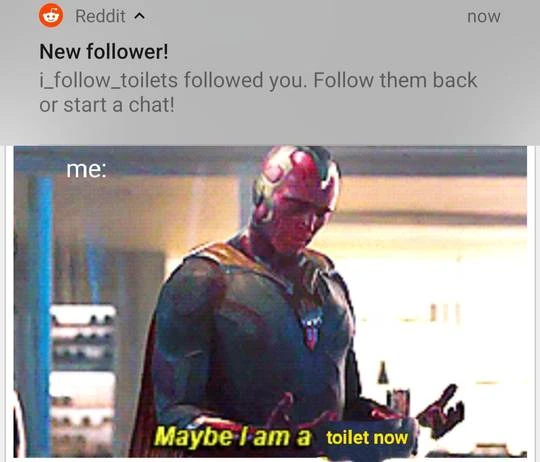 Reddit now
New follower!
i_follow_toilets followed you. Follow them back
or start a chat!
me:
Maybe I am a toilet now